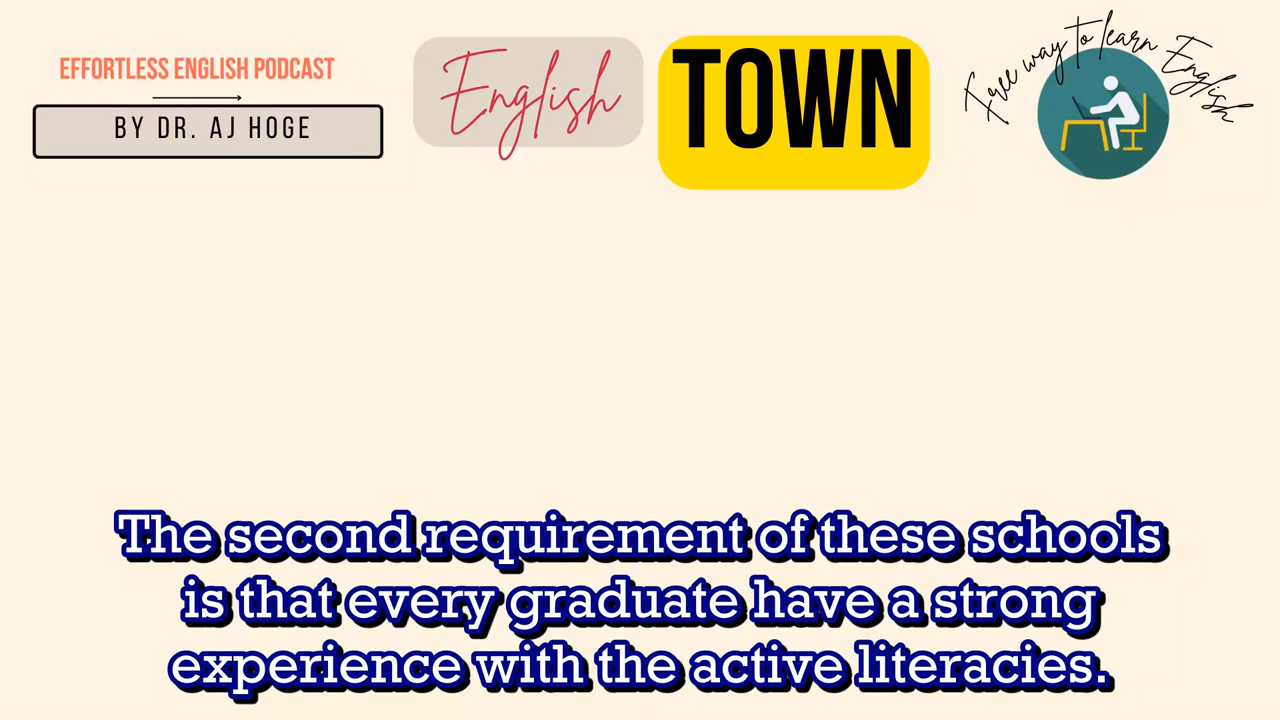 EFFORTLESS ENGLISH PODCAST
BY DR. AJ HOGE
English
TOWN
Free way to learn English
The second requirement of these schools
is that every graduate have a strong
experience with the active literacies.